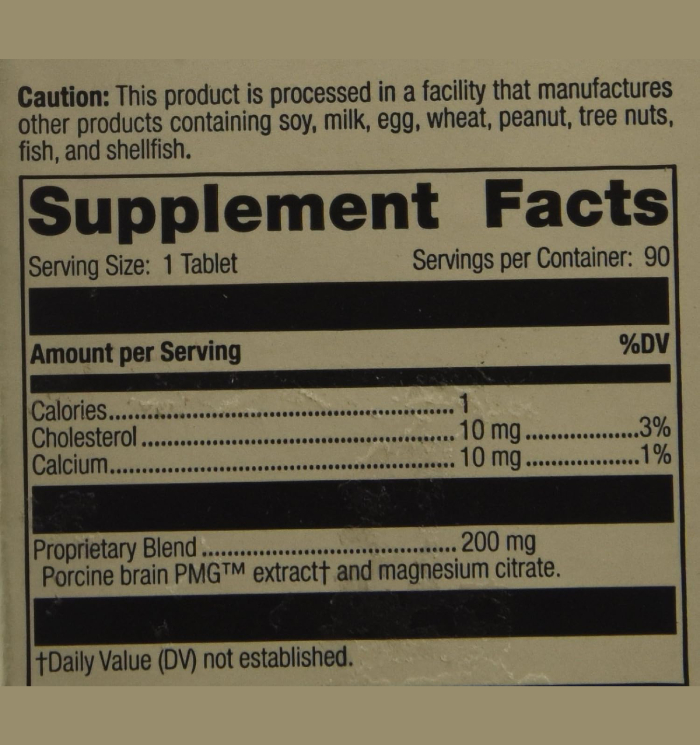 Caution: This product is processed in a facility that manufactures
other products containing soy, milk, egg, wheat, peanut, tree nuts,
fish, and shellfish.
Supplement Facts
Serving Size: 1 Tablet Servings per Container: 90
Amount per Serving %DV
Calories 1
Cholesterol 10 mg 3%
Calcium 10 mg 1%
Proprietary Blend 200 mg
Porcine brain PMG™ extract† and magnesium citrate.
†Daily Value (DV) not established.